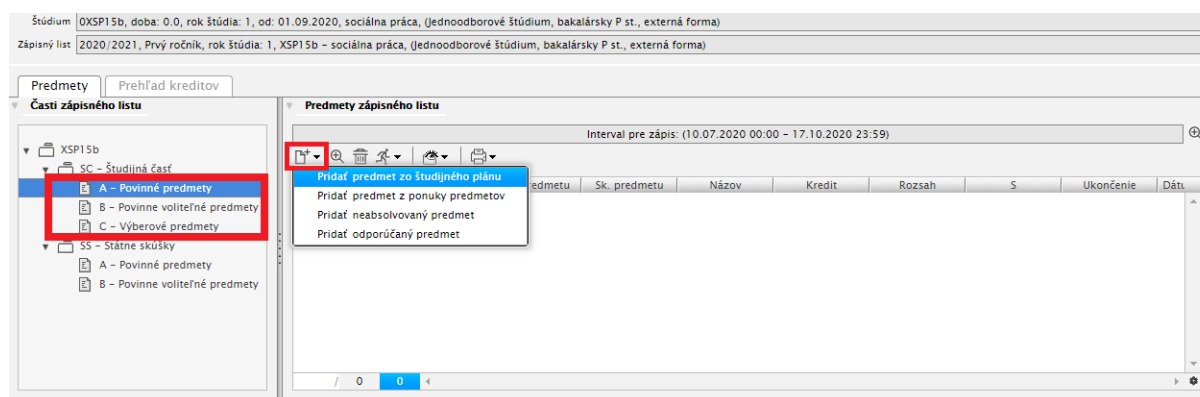 Štúdium 0XSP15b, doba: 0.0, rok štúdia: 1, od: 01.09.2020, sociálna práca, (Jednoodborové štúdium, bakalársky P st., externá forma)
Zápisný list 2020/2021, Prvý ročník, rok štúdia: 1, XSP15b – sociálna práca, (Jednoodborové štúdium, bakalársky P st., externá forma)
Predmety Prehľad kreditov
Časti zápisného listu
XSP15b
SC – Študijná časť
A – Povinné predmety
B – Povinne voliteľné predmety
C – Výberové predmety
SS – Státne skúšky
A – Povinné predmety
B – Povinne voliteľné predmety
Predmety zápisného listu
Interval pre zápis: (10.07.2020 00:00 – 17.10.2020 23:59)
Pridať predmet zo študijného plánu
Pridať predmet z ponuky predmetov
Pridať neabsolvovaný predmet
Pridať odporúčaný predmet
redmetu Sk. predmetu Názov Kredit Rozsah S Ukončenie Dátu
/ 0 0